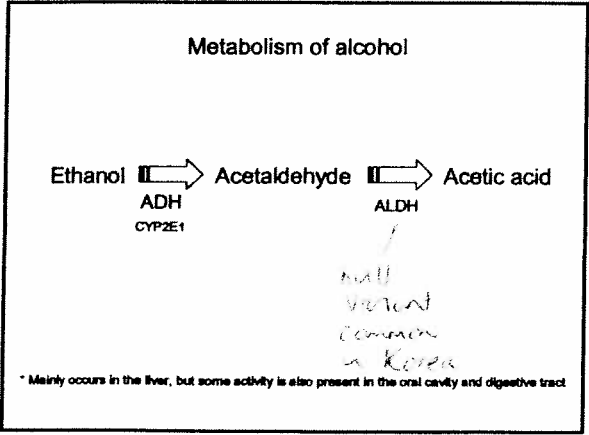 Metabolism of alcohol
Ethanol Acetaldehyde Acetic acid
ADH ALDH
CYP2E1
null
variant
common
in Korea
* Mainly occurs in the liver, but some activity is also present in the oral cavity and digestive tract